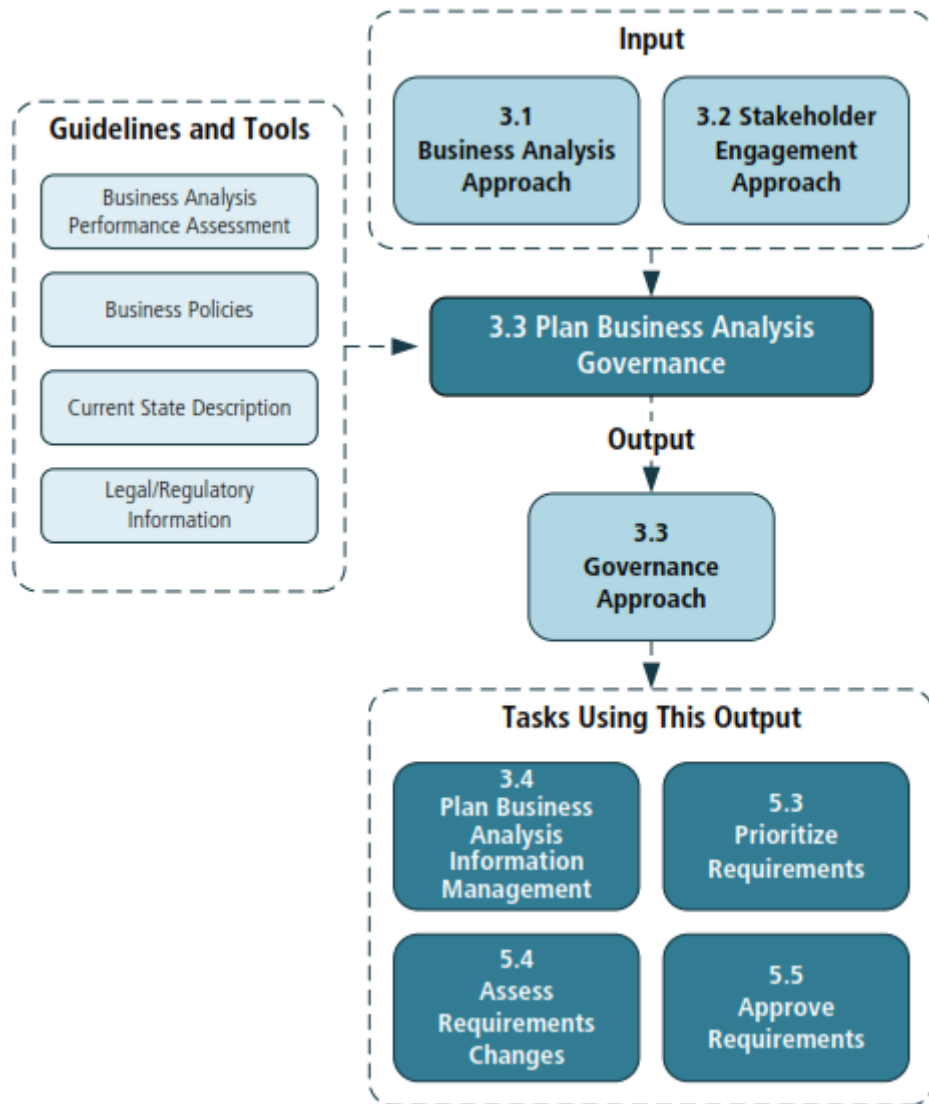 Input
3.1
Business Analysis
Approach
3.2 Stakeholder
Engagement
Approach
Guidelines and Tools
Business Analysis
Performance Assessment
Business Policies
Current State Description
Legal/Regulatory
Information
3.3 Plan Business Analysis
Governance
Output
3.3
Governance
Approach
Tasks Using This Output
3.4
Plan Business
Analysis
Information
Management
5.3
Prioritize
Requirements
5.4
Assess
Requirements
Changes
5.5
Approve
Requirements